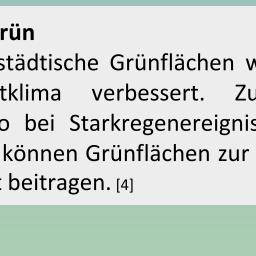 rün
städtische Grünflächen w
tklima verbessert. Zu
o bei Starkregenereignis
können Grünflächen zur
t beitragen. [4]